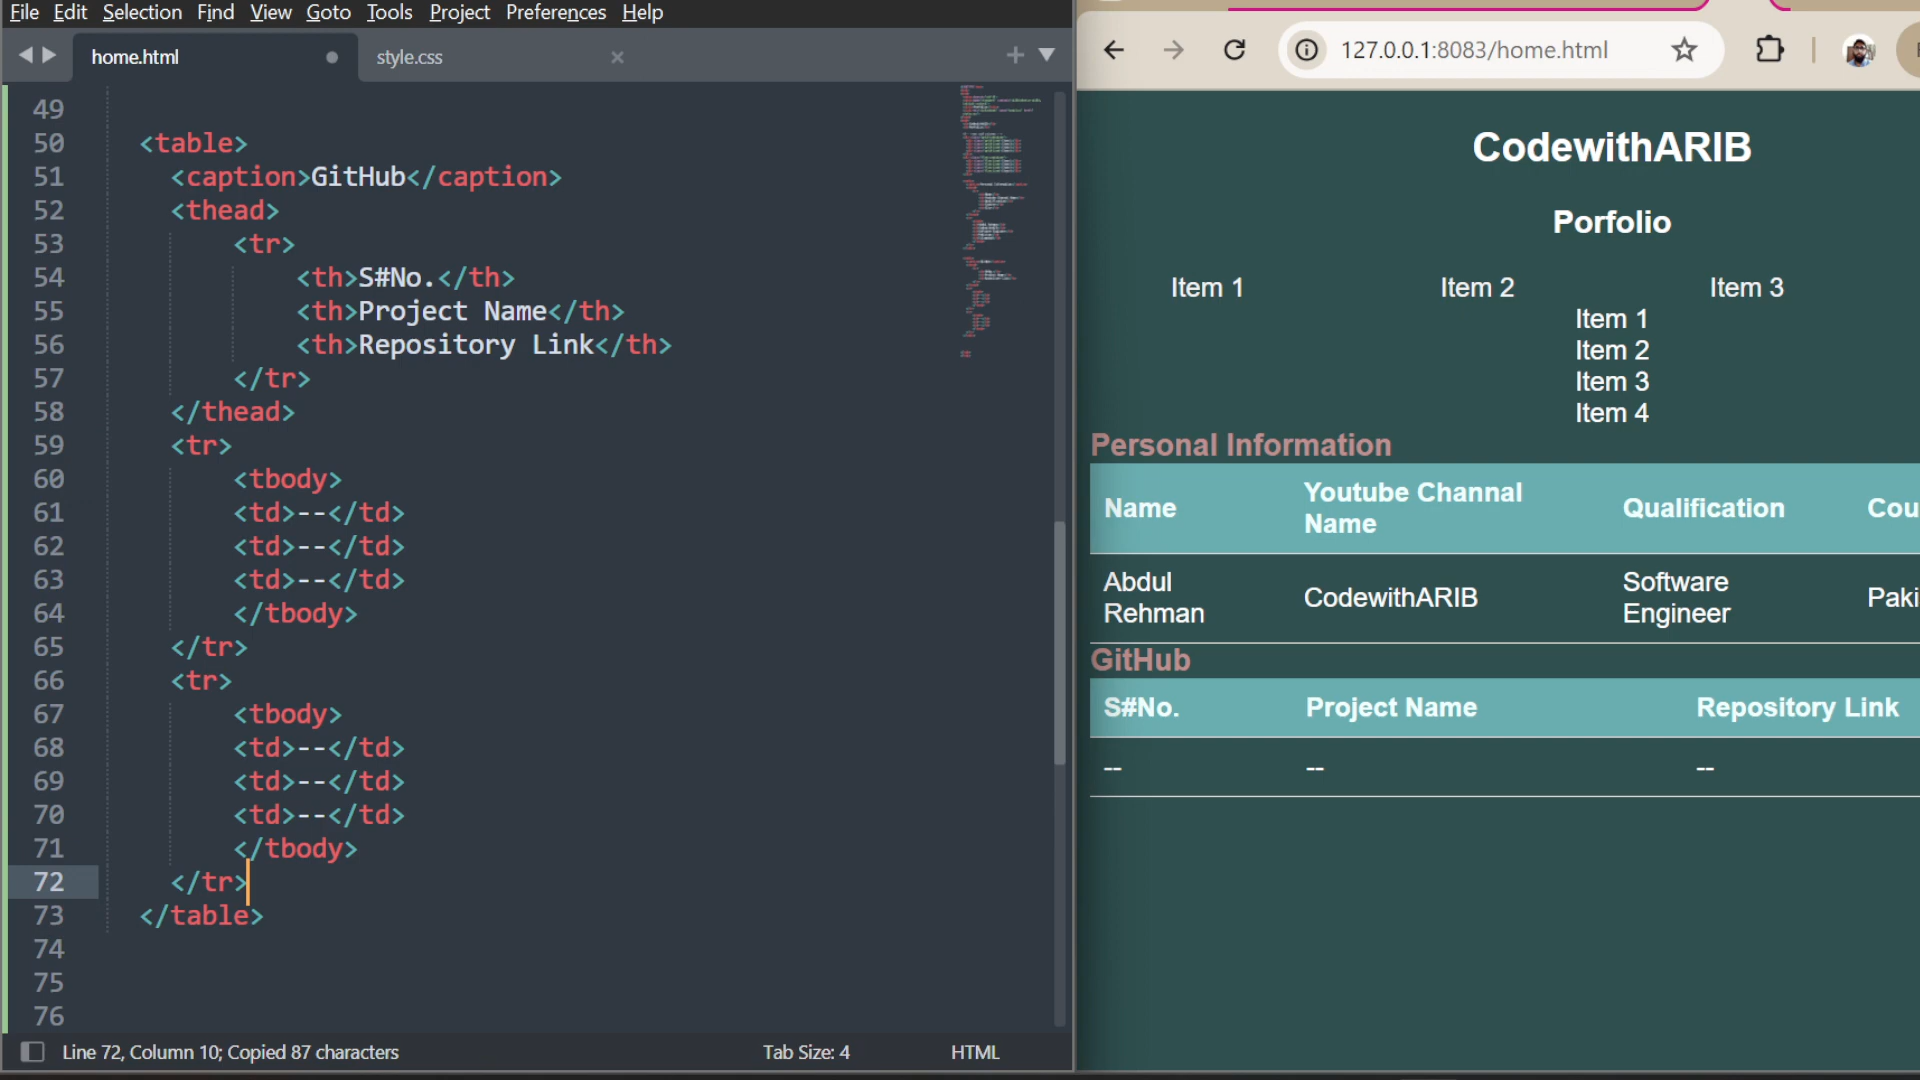 File Edit Selection Find View Goto Tools Project Preferences Help
home.html style.css
127.0.0.1:8083/home.html
49
50 <table>
51 <caption>GitHub</caption>
52 <thead>
53 <tr>
54 <th>S#No.</th>
55 <th>Project Name</th>
56 <th>Repository Link</th>
57 </tr>
58 </thead>
59 <tr>
60 <tbody>
61 <td>--</td>
62 <td>--</td>
63 <td>--</td>
64 </tbody>
65 </tr>
66 <tr>
67 <tbody>
68 <td>--</td>
69 <td>--</td>
70 <td>--</td>
71 </tbody>
72 </tr>
73 </table>
74
75
76
Line 72, Column 10; Copied 87 characters Tab Size: 4 HTML
CodewithARIB
Porfolio
Item 1 Item 2 Item 3
Item 1
Item 2
Item 3
Item 4
Personal Information
Name Youtube Channal Name Qualification Cou
Abdul Rehman CodewithARIB Software Engineer Paki
GitHub
S#No. Project Name Repository Link
-- -- --